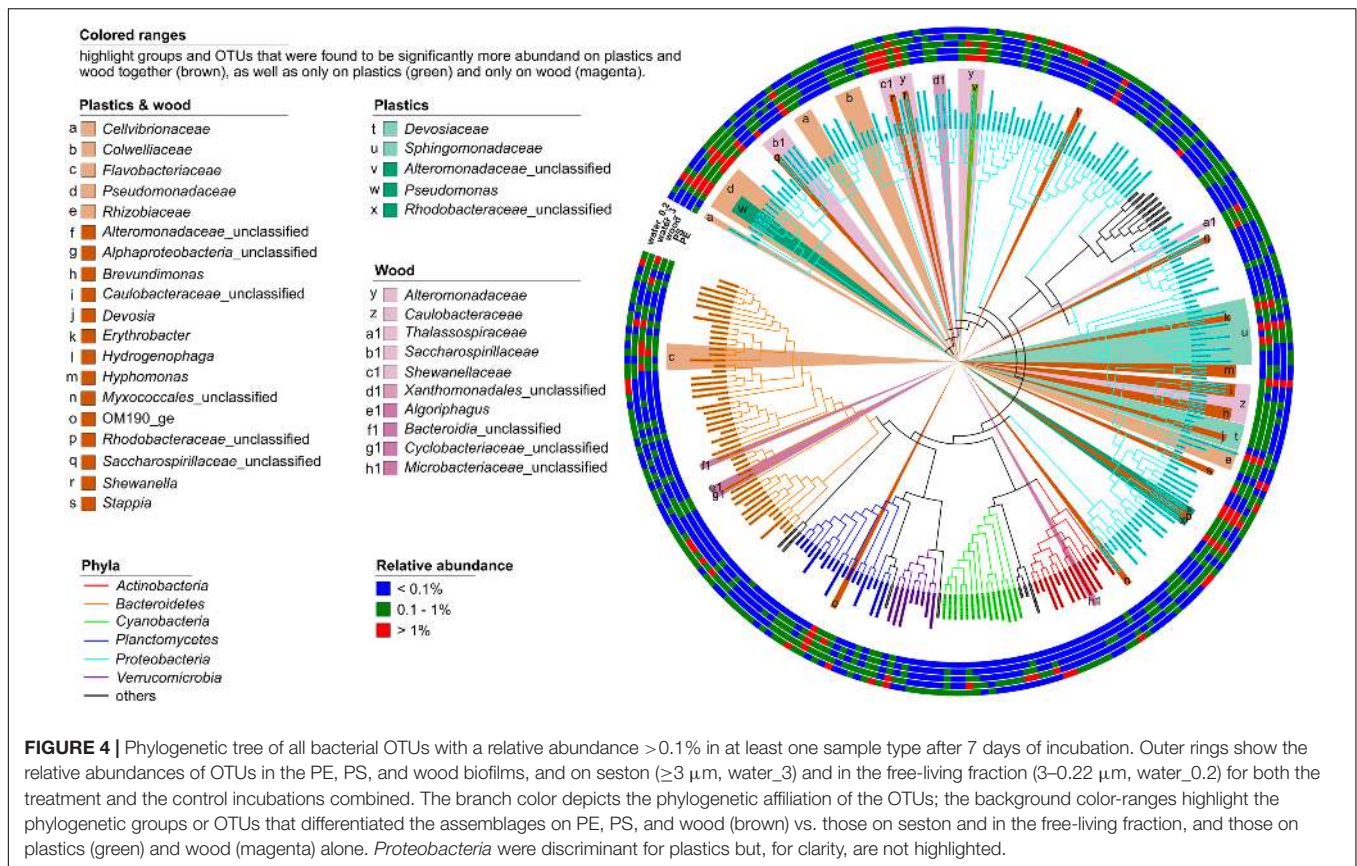 Colored ranges
highlight groups and OTUs that were found to be significantly more abundand on plastics and
wood together (brown), as well as only on plastics (green) and only on wood (magenta).
Plastics & wood
a Cellvibrionaceae
b Colwelliaceae
c Flavobacteriaceae
d Pseudomonadaceae
e Rhizobiaceae
f Alteromonadaceae_unclassified
g Alphaproteobacteria_unclassified
h Brevundimonas
i Caulobacteraceae_unclassified
j Devosia
k Erythrobacter
l Hydrogenophaga
m Hyphomonas
n Myxococcales_unclassified
o OM190_ge
p Rhodobacteraceae_unclassified
q Saccharospirillaceae_unclassified
r Shewanella
s Stappia
Plastics
t Devosiaceae
u Sphingomonadaceae
v Alteromonadaceae_unclassified
w Pseudomonas
x Rhodobacteraceae_unclassified
Wood
y Alteromonadaceae
z Caulobacteraceae
a1 Thalassospiraceae
b1 Saccharospirillaceae
c1 Shewanellaceae
d1 Xanthomonadales_unclassified
e1 Algoriphagus
f1 Bacteroidia_unclassified
g1 Cyclobacteriaceae_unclassified
h1 Microbacteriaceae_unclassified
Phyla
Actinobacteria
Bacteroidetes
Cyanobacteria
Planctomycetes
Proteobacteria
Verrucomicrobia
others
Relative abundance
< 0.1%
0.1 - 1%
> 1%
water_0.2
water_3
wood
PS
PE
a
d
w
b1
q
a
b
c1
y
d1
y
v
a1
k
u
m
z
h
j t
e
s
c
f1
e1
g1
o
h1
FIGURE 4 | Phylogenetic tree of all bacterial OTUs with a relative abundance >0.1% in at least one sample type after 7 days of incubation. Outer rings show the
relative abundances of OTUs in the PE, PS, and wood biofilms, and on seston (≥3 μm, water_3) and in the free-living fraction (3–0.22 μm, water_0.2) for both the
treatment and the control incubations combined. The branch color depicts the phylogenetic affiliation of the OTUs; the background color-ranges highlight the
phylogenetic groups or OTUs that differentiated the assemblages on PE, PS, and wood (brown) vs. those on seston and in the free-living fraction, and those on
plastics (green) and wood (magenta) alone. Proteobacteria were discriminant for plastics but, for clarity, are not highlighted.